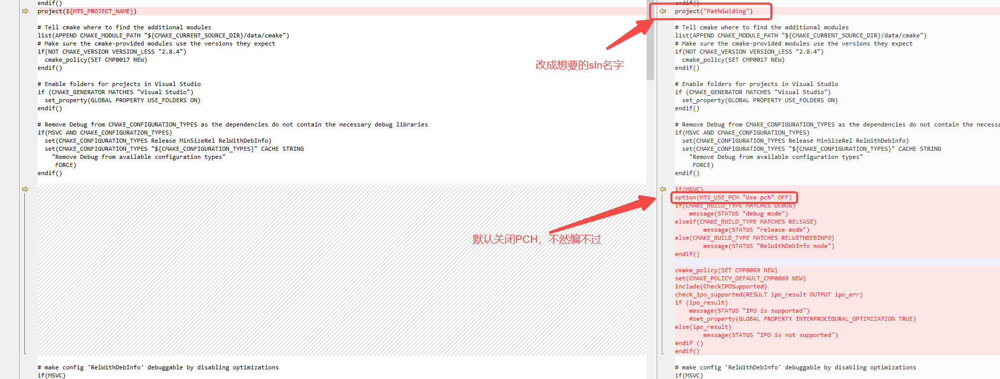 endif()
project(${MTS_PROJECT_NAME})
# Tell cmake where to find the additional modules
list(APPEND CMAKE_MODULE_PATH "${CMAKE_CURRENT_SOURCE_DIR}/data/cmake")
# Make sure the cmake-provided modules use the versions they expect
if(NOT CMAKE_VERSION VERSION_LESS "2.8.4")
  cmake_policy(SET CMP0017 NEW)
endif()
# Enable folders for projects in Visual Studio
if (CMAKE_GENERATOR MATCHES "Visual Studio")
  set_property(GLOBAL PROPERTY USE_FOLDERS ON)
endif()
# Remove Debug from CMAKE_CONFIGURATION_TYPES as the dependencies do not contain the necessary debug libraries
if(MSVC AND CMAKE_CONFIGURATION_TYPES)
  set(CMAKE_CONFIGURATION_TYPES Release MinSizeRel RelWithDebInfo)
  set(CMAKE_CONFIGURATION_TYPES "${CMAKE_CONFIGURATION_TYPES}" CACHE STRING
    "Remove Debug from available configuration types"
     FORCE)
endif()
# make config 'RelWithDebInfo' debuggable by disabling optimizations
if(MSVC)
改成想要的sln名字
默认关闭PCH，不然编不过
endif()
project("PathGuiding")
# Tell cmake where to find the additional modules
list(APPEND CMAKE_MODULE_PATH "${CMAKE_CURRENT_SOURCE_DIR}/data/cmake")
# Make sure the cmake-provided modules use the versions they expect
if(NOT CMAKE_VERSION VERSION_LESS "2.8.4")
  cmake_policy(SET CMP0017 NEW)
endif()
# Enable folders for projects in Visual Studio
if (CMAKE_GENERATOR MATCHES "Visual Studio")
  set_property(GLOBAL PROPERTY USE_FOLDERS ON)
endif()
# Remove Debug from CMAKE_CONFIGURATION_TYPES as the dependencies do not contain the necessa
if(MSVC AND CMAKE_CONFIGURATION_TYPES)
  set(CMAKE_CONFIGURATION_TYPES Release MinSizeRel RelWithDebInfo)
  set(CMAKE_CONFIGURATION_TYPES "${CMAKE_CONFIGURATION_TYPES}" CACHE STRING
    "Remove Debug from available configuration types"
     FORCE)
endif()
if(MSVC)
option(MTS_USE_PCH "Use pch" OFF)
if(CMAKE_BUILD_TYPE MATCHES DEBUG)
    message(STATUS "debug mode")
elseif(CMAKE_BUILD_TYPE MATCHES RELEASE)
        message(STATUS "release mode")
else(CMAKE_BUILD_TYPE MATCHES RELWITHDEBINFO)
        message(STATUS "RelWithDebInfo mode")
endif()
cmake_policy(SET CMP0069 NEW)
set(CMAKE_POLICY_DEFAULT_CMP0069 NEW)
include(CheckIPOSupported)
check_ipo_supported(RESULT ipo_result OUTPUT ipo_err)
if (ipo_result)
    message(STATUS "IPO is supported")
    #set_property(GLOBAL PROPERTY INTERPROCEDURAL_OPTIMIZATION TRUE)
else(ipo_result)
        message(STATUS "IPO is not supported")
endif ()
endif()
# make config 'RelWithDebInfo' debuggable by disabling optimizations
if(MSVC)